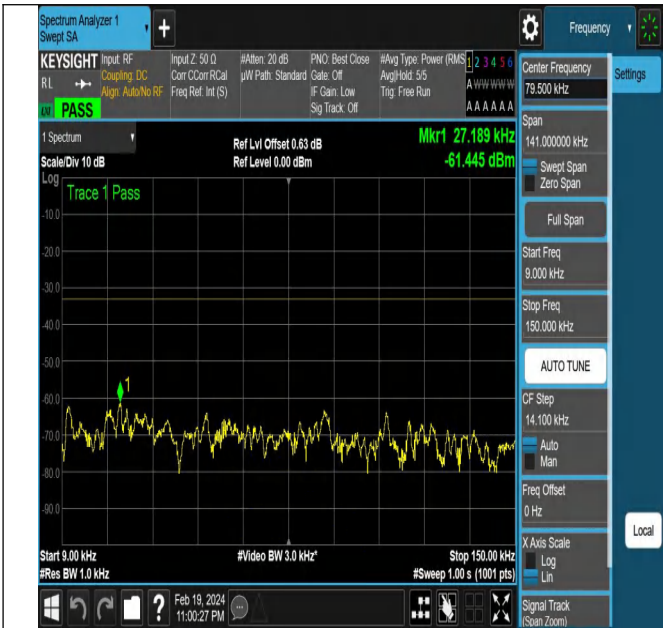 Spectrum Analyzer 1
Swept SA
+
Frequency
KEYSIGHT
RL
PASS
Input: RF
Coupling: DC
Align: Auto/No RF
Input Z: 50 Ω
Corr CCorr RCal
Freq Ref: Int (S)
#Atten: 20 dB
µW Path: Standard
PNO: Best Close
Gate: Off
IF Gain: Low
Sig Track: Off
#Avg Type: Power (RMS
Avg|Hold: 5/5
Trig: Free Run
1 2 3 4 5 6
A W W W W W
A A A A A A
1 Spectrum
Scale/Div 10 dB
Ref Lvl Offset 0.63 dB
Ref Level 0.00 dBm
Mkr1 27.189 kHz
-61.445 dBm
Log
Trace 1 Pass
-10.0
-20.0
-30.0
-40.0
-50.0
-60.0
-70.0
-80.0
-90.0
1
Start 9.00 kHz
#Res BW 1.0 kHz
#Video BW 3.0 kHz*
Stop 150.00 kHz
#Sweep 1.00 s (1001 pts)
Feb 19, 2024
11:00:27 PM
?
Center Frequency
79.500 kHz
Settings
Span
141.000000 kHz
Swept Span
Zero Span
Full Span
Start Freq
9.000 kHz
Stop Freq
150.000 kHz
AUTO TUNE
CF Step
14.100 kHz
Auto
Man
Freq Offset
0 Hz
Local
X Axis Scale
Log
Lin
Signal Track
(Span Zoom)